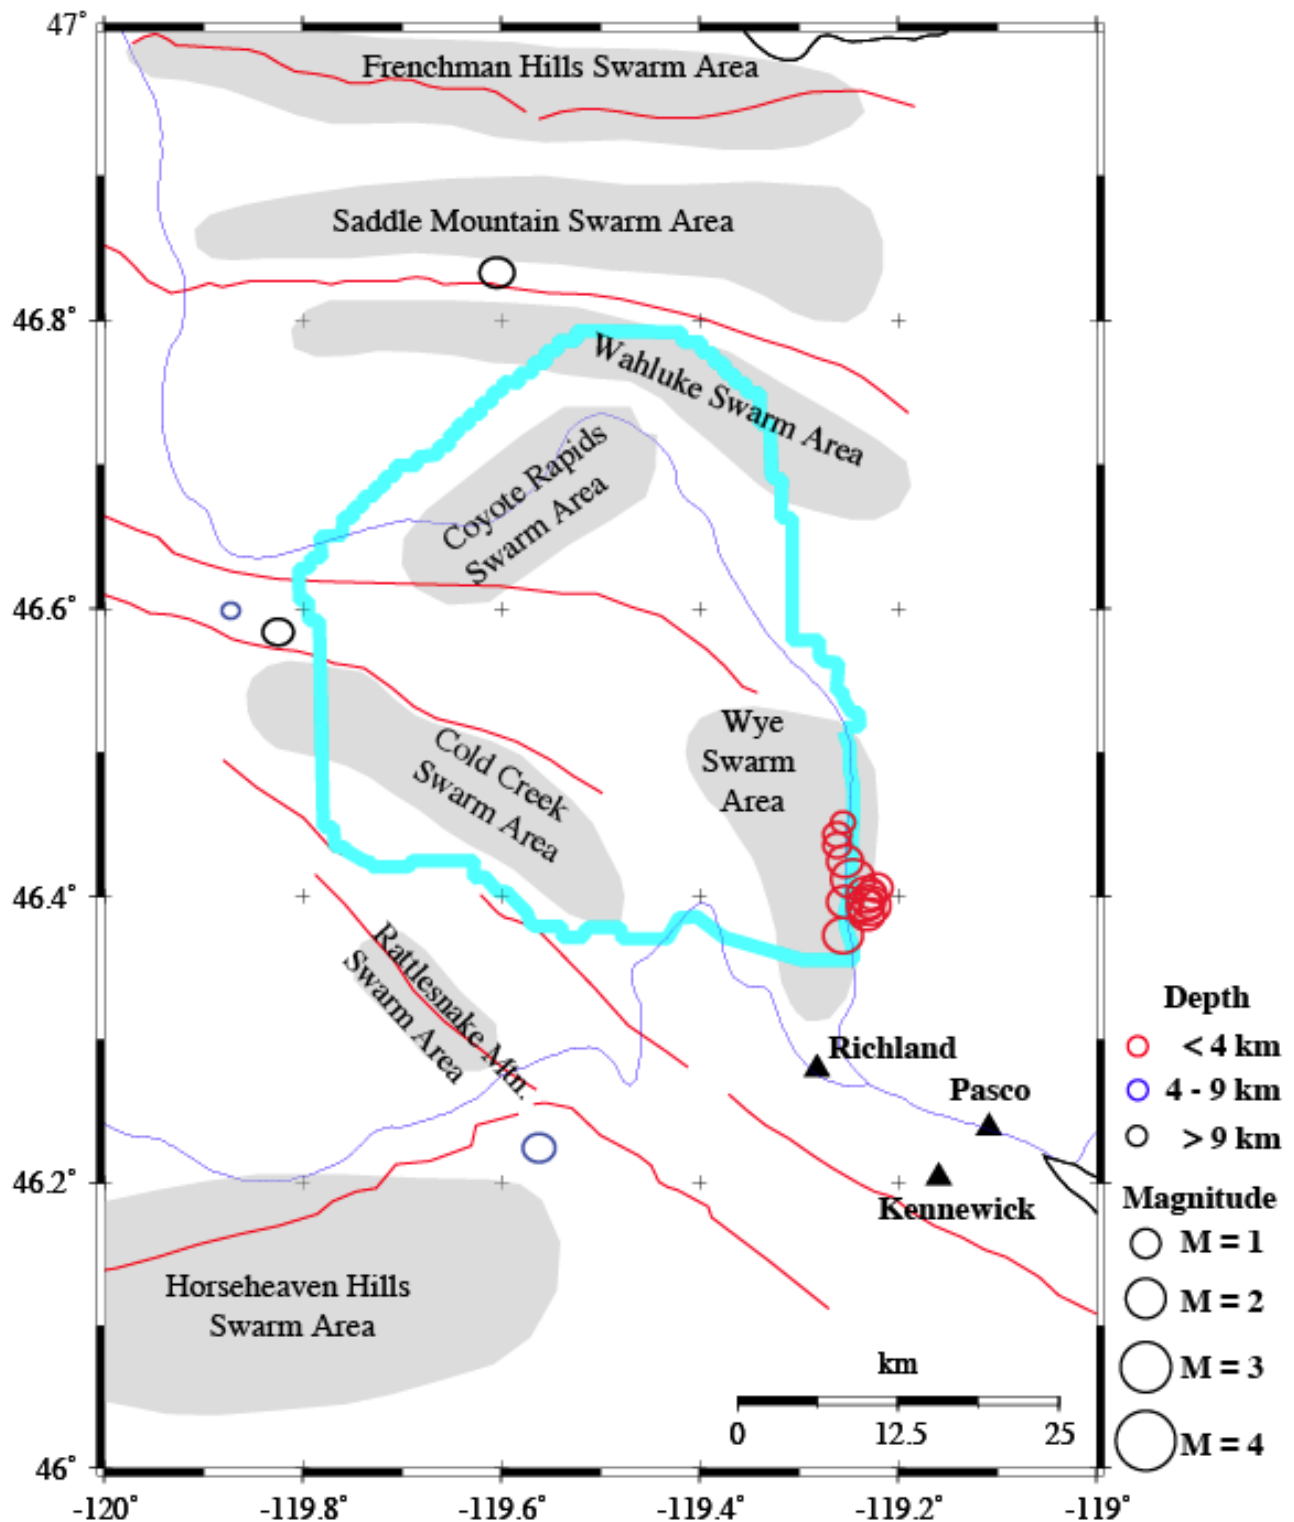 47°
Frenchman Hills Swarm Area
Saddle Mountain Swarm Area
46.8°
Wahluke Swarm Area
Coyote Rapids
Swarm Area
46.6°
Wye
Swarm
Area
Cold Creek
Swarm Area
46.4°
Rattlesnake Mtn.
Swarm Area
Depth
< 4 km
4 - 9 km
> 9 km
Richland
Pasco
Kennewick
46.2°
Magnitude
M = 1
M = 2
M = 3
M = 4
Horseheaven Hills
Swarm Area
km
0 12.5 25
46°
-120° -119.8° -119.6° -119.4° -119.2° -119°